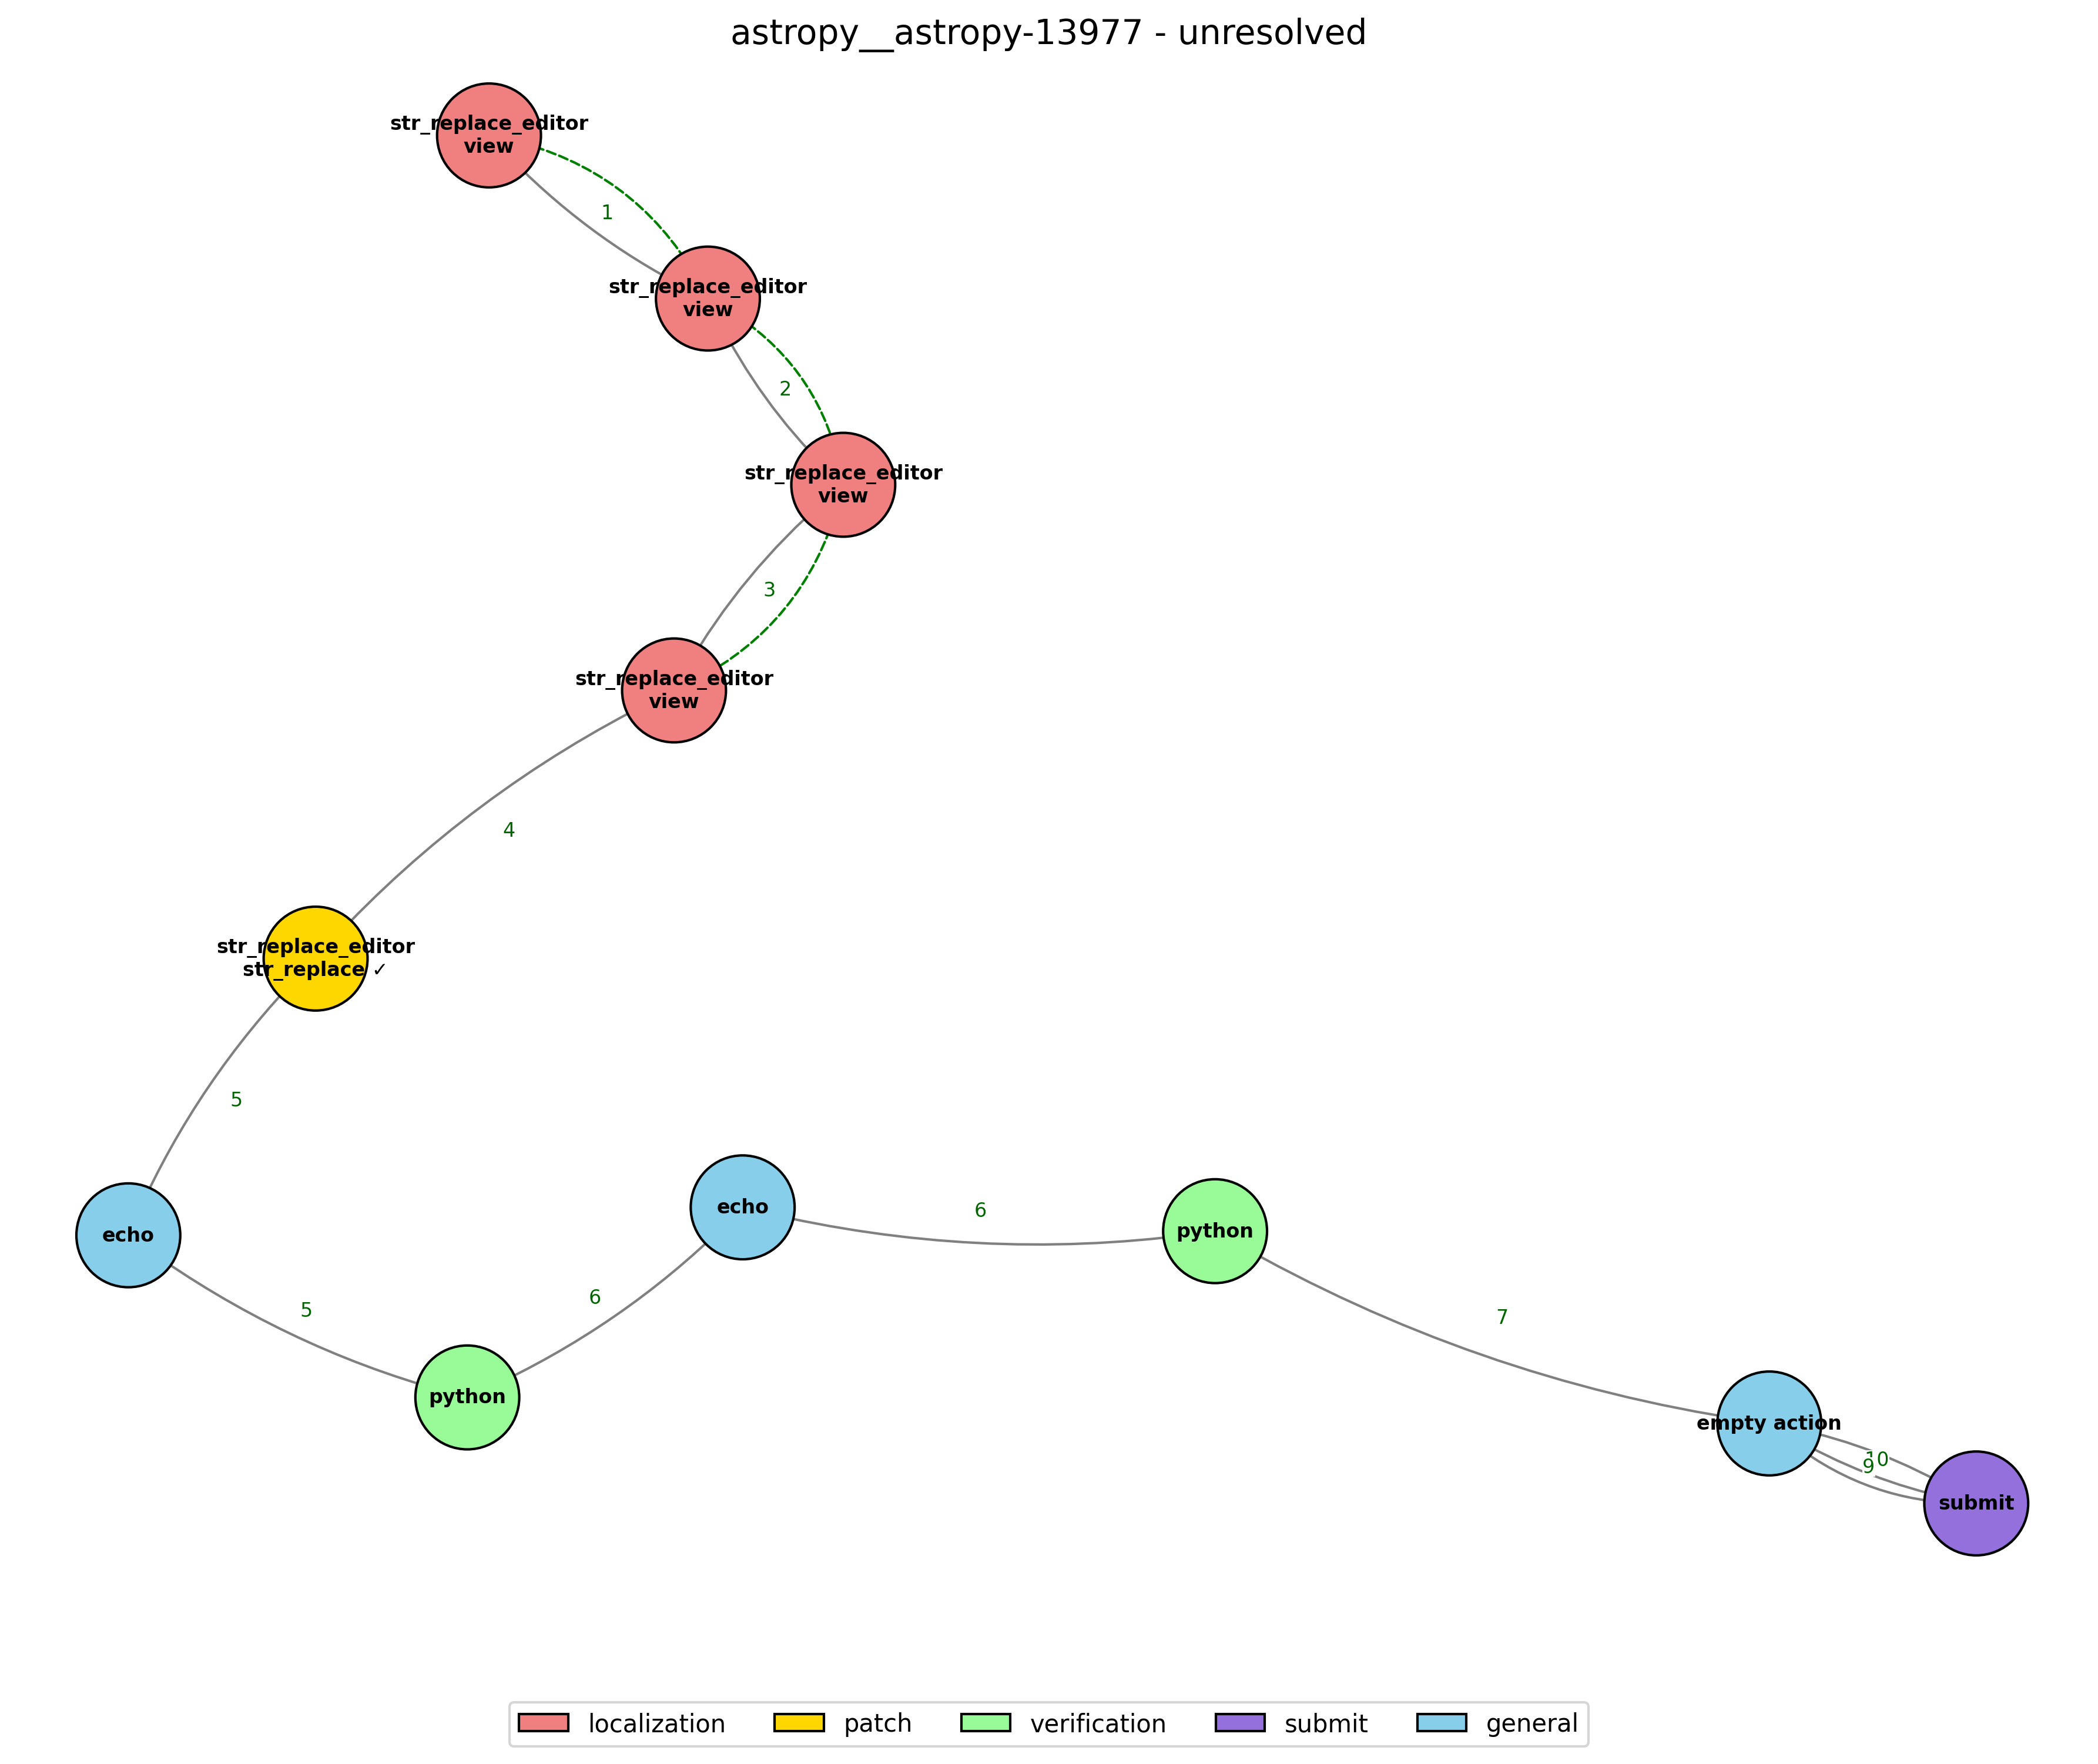 astropy__astropy-13977 - unresolved
str_replace_editor
view
1
str_replace_editor
view
2
str_replace_editor
view
3
str_replace_editor
view
4
str_replace_editor
str_replace ✓
5
echo
5
python
6
echo
6
python
7
empty action
10
9
submit
localization
patch
verification
submit
general